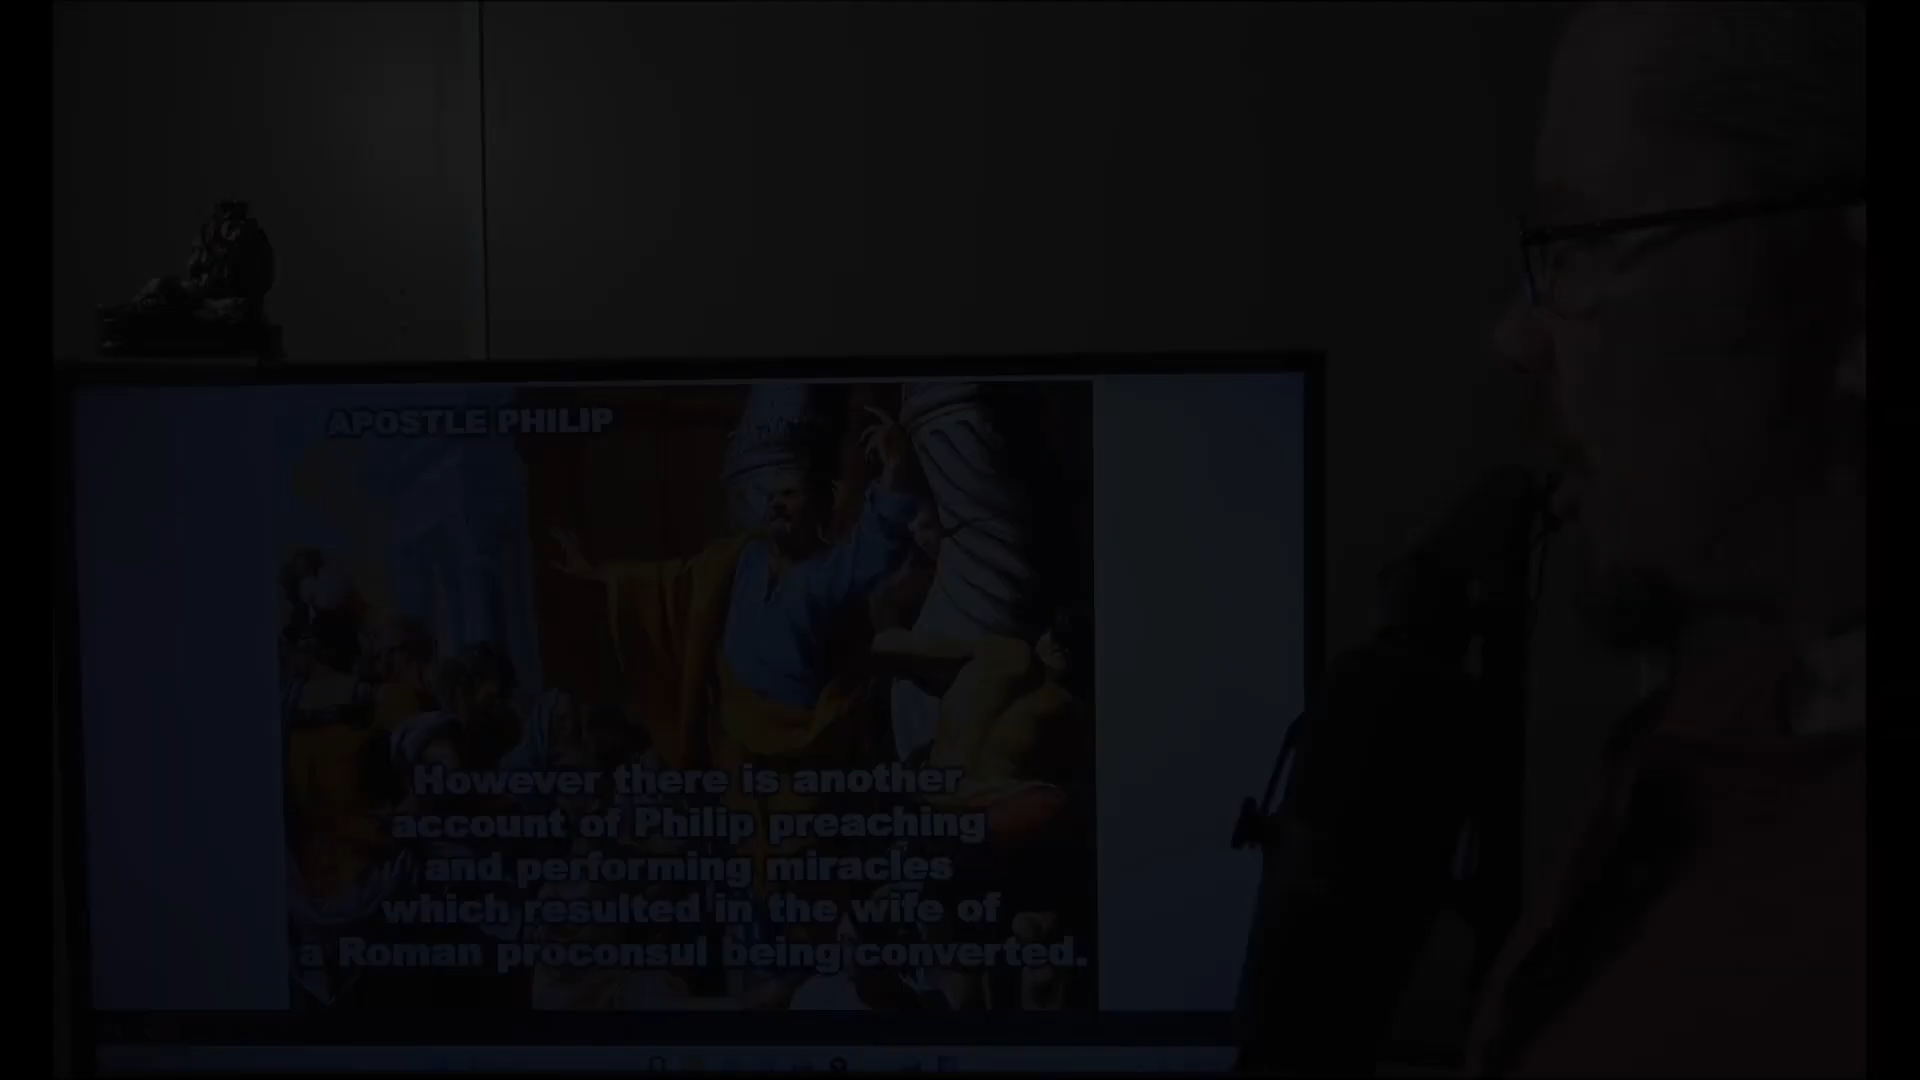 APOSTLE PHILIP
However there is another
account of Philip preaching
and performing miracles
which resulted in the wife of
a Roman proconsul being converted.